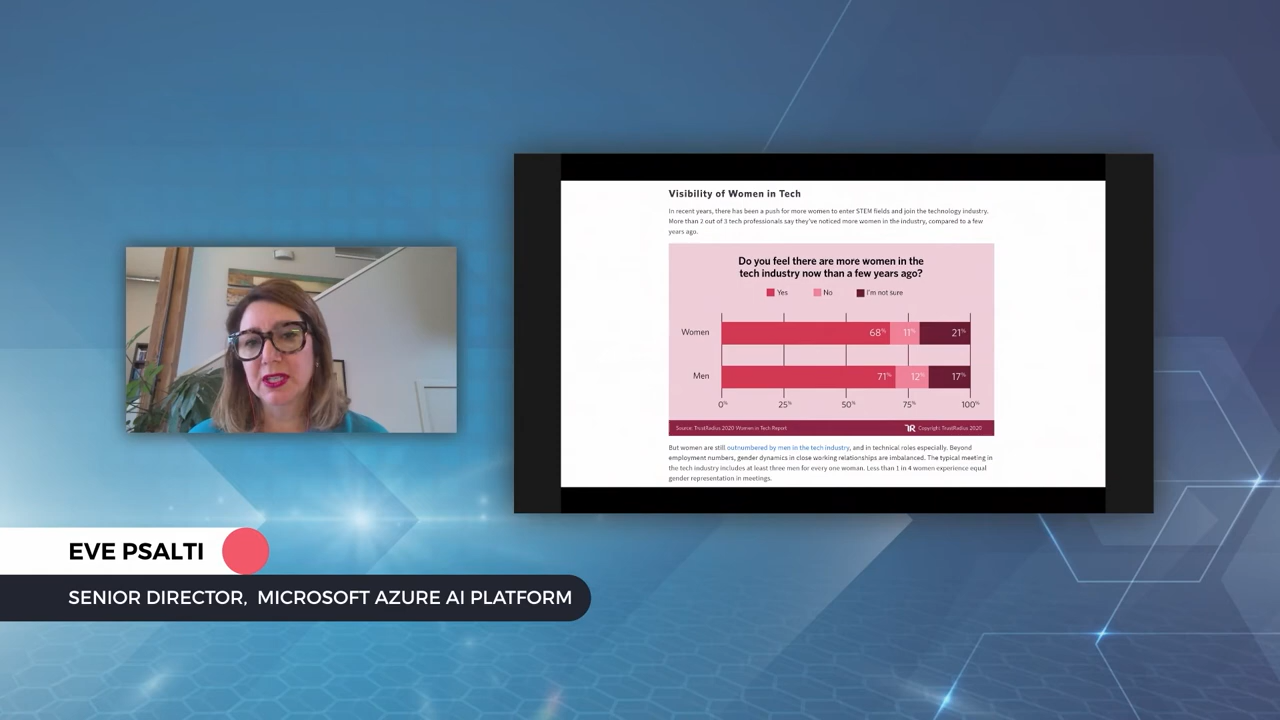 Visibility of Women in Tech
In recent years, there has been a push for more women to enter STEM fields and join the technology industry.
More than 2 out of 3 tech professionals say they've noticed more women in the industry, compared to a few
years ago.
Do you feel there are more women in the
tech industry now than a few years ago?
Yes No I'm not sure
Women 68% 11% 21%
Men 71% 12% 17%
0% 25% 50% 75% 100%
Source: TrustRadius 2020 Women in Tech Report TR Copyright TrustRadius 2020
But women are still outnumbered by men in the tech industry, and in technical roles especially. Beyond
employment numbers, gender dynamics in close working relationships are imbalanced. The typical meeting in
the tech industry includes at least three men for every one woman. Less than 1 in 4 women experience equal
gender representation in meetings.
EVE PSALTI
SENIOR DIRECTOR, MICROSOFT AZURE AI PLATFORM